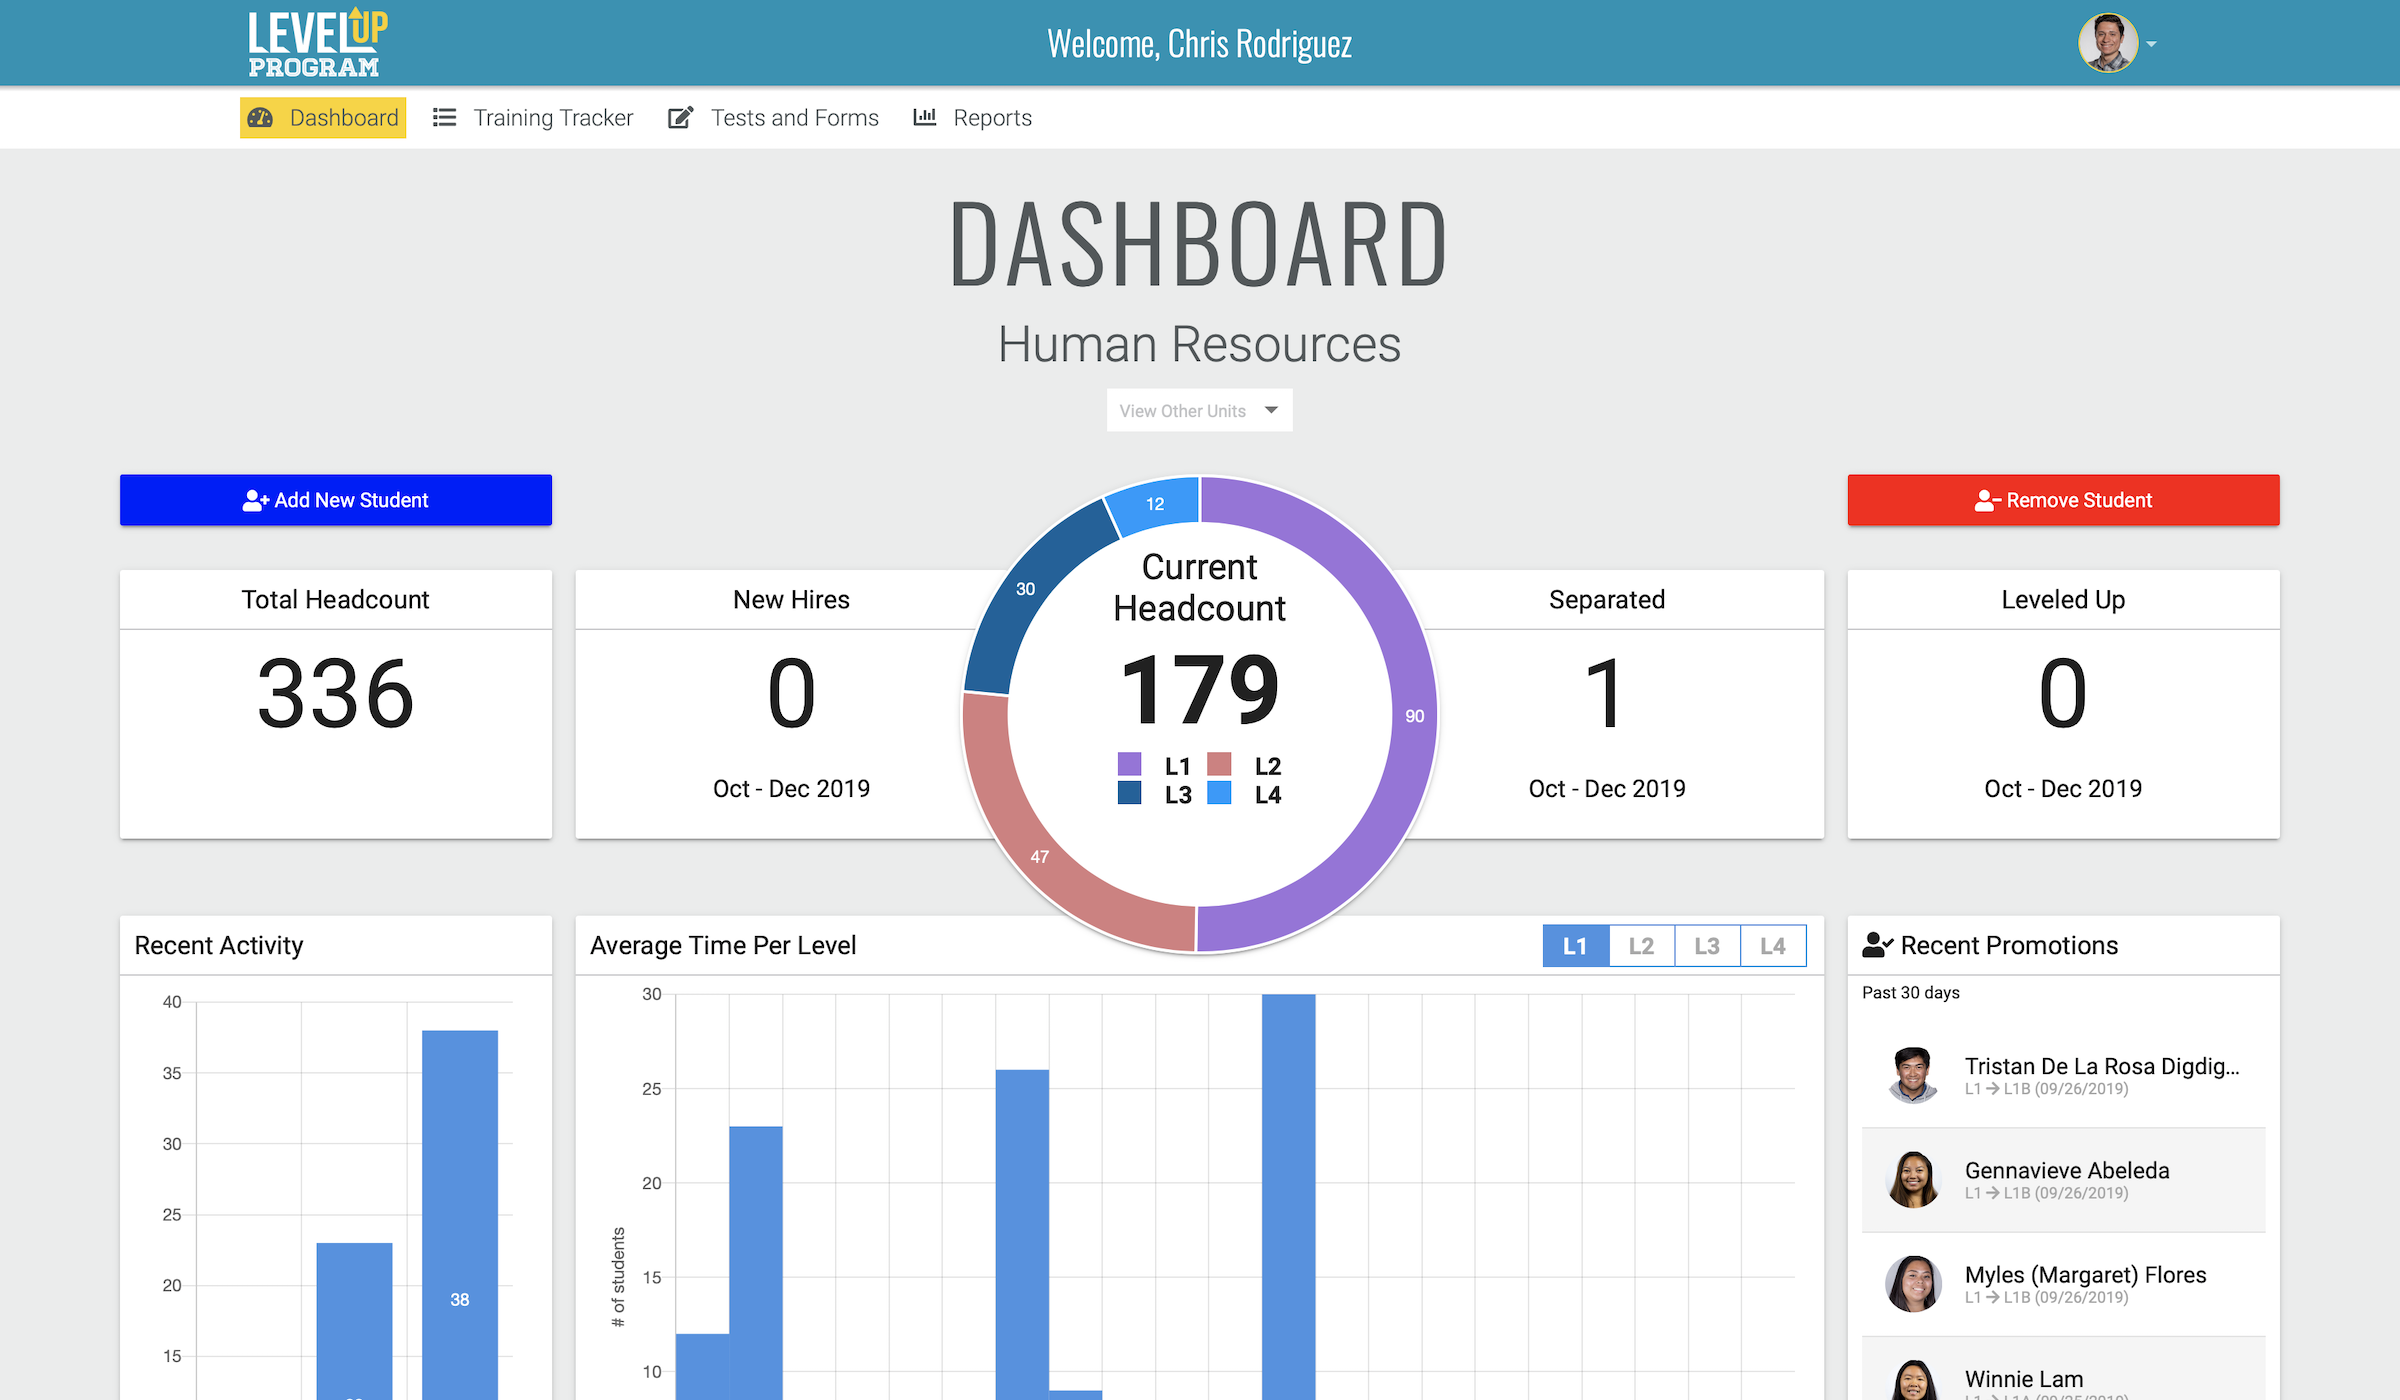 LEVELUP
PROGRAM
Welcome, Chris Rodriguez
Dashboard
Training Tracker
Tests and Forms
Reports
DASHBOARD
Human Resources
View Other Units
Add New Student
Remove Student
Total Headcount
336
New Hires
0
Oct - Dec 2019
12
30
47
90
Current
Headcount
179
L1 L2
L3 L4
Separated
1
Oct - Dec 2019
Leveled Up
0
Oct - Dec 2019
Recent Activity
40
35
30
25
20
15
38
Average Time Per Level
L1 L2 L3 L4
30
25
20
15
10
# of students
Recent Promotions
Past 30 days
Tristan De La Rosa Digdig...
L1 → L1B (09/26/2019)
Gennavieve Abeleda
L1 → L1B (09/26/2019)
Myles (Margaret) Flores
L1 → L1B (09/26/2019)
Winnie Lam